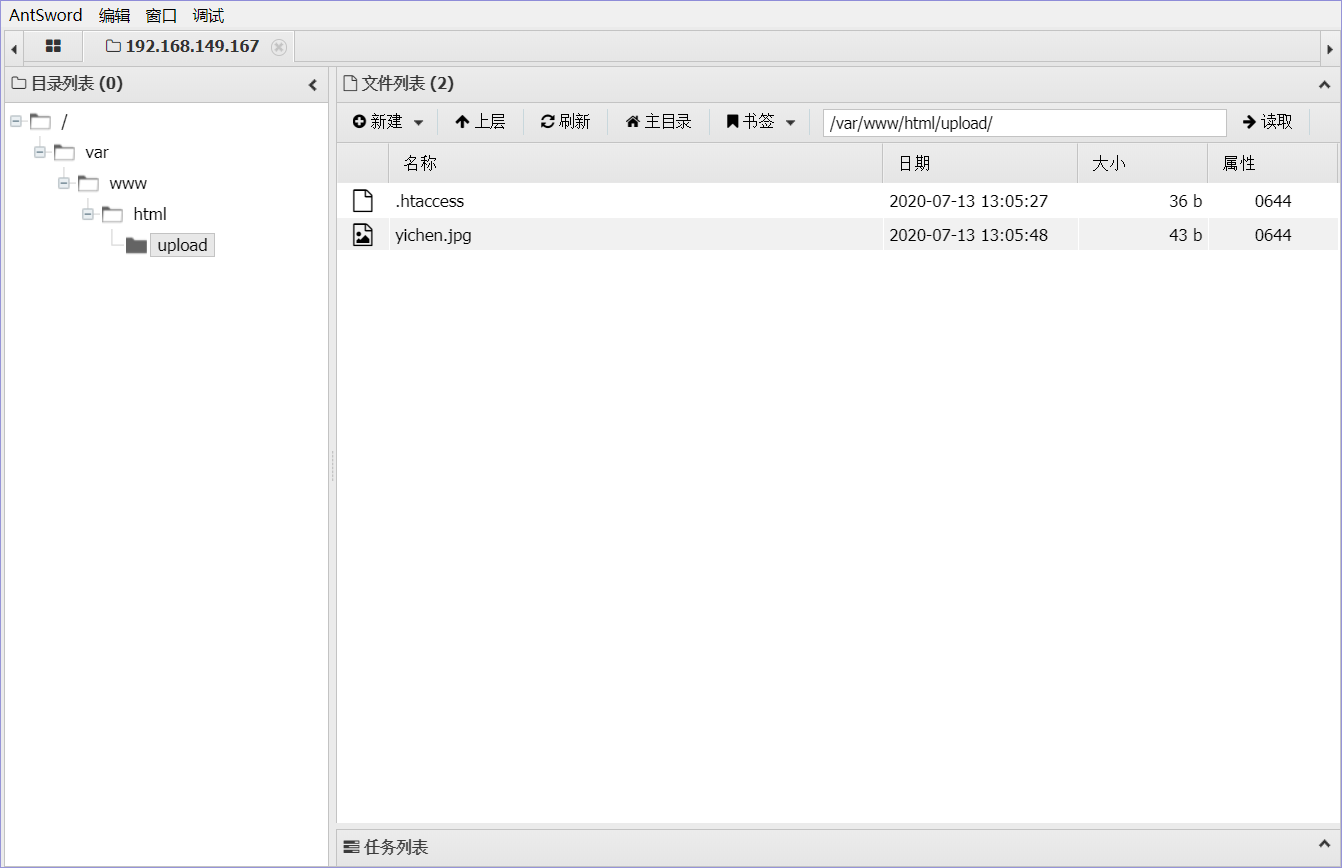 AntSword 编辑 窗口 调试
192.168.149.167
目录列表 (0)
/
var
www
html
upload
文件列表 (2)
新建 上层 刷新 主目录 书签 /var/www/html/upload/ 读取
名称 日期 大小 属性
.htaccess 2020-07-13 13:05:27 36 b 0644
yichen.jpg 2020-07-13 13:05:48 43 b 0644
任务列表